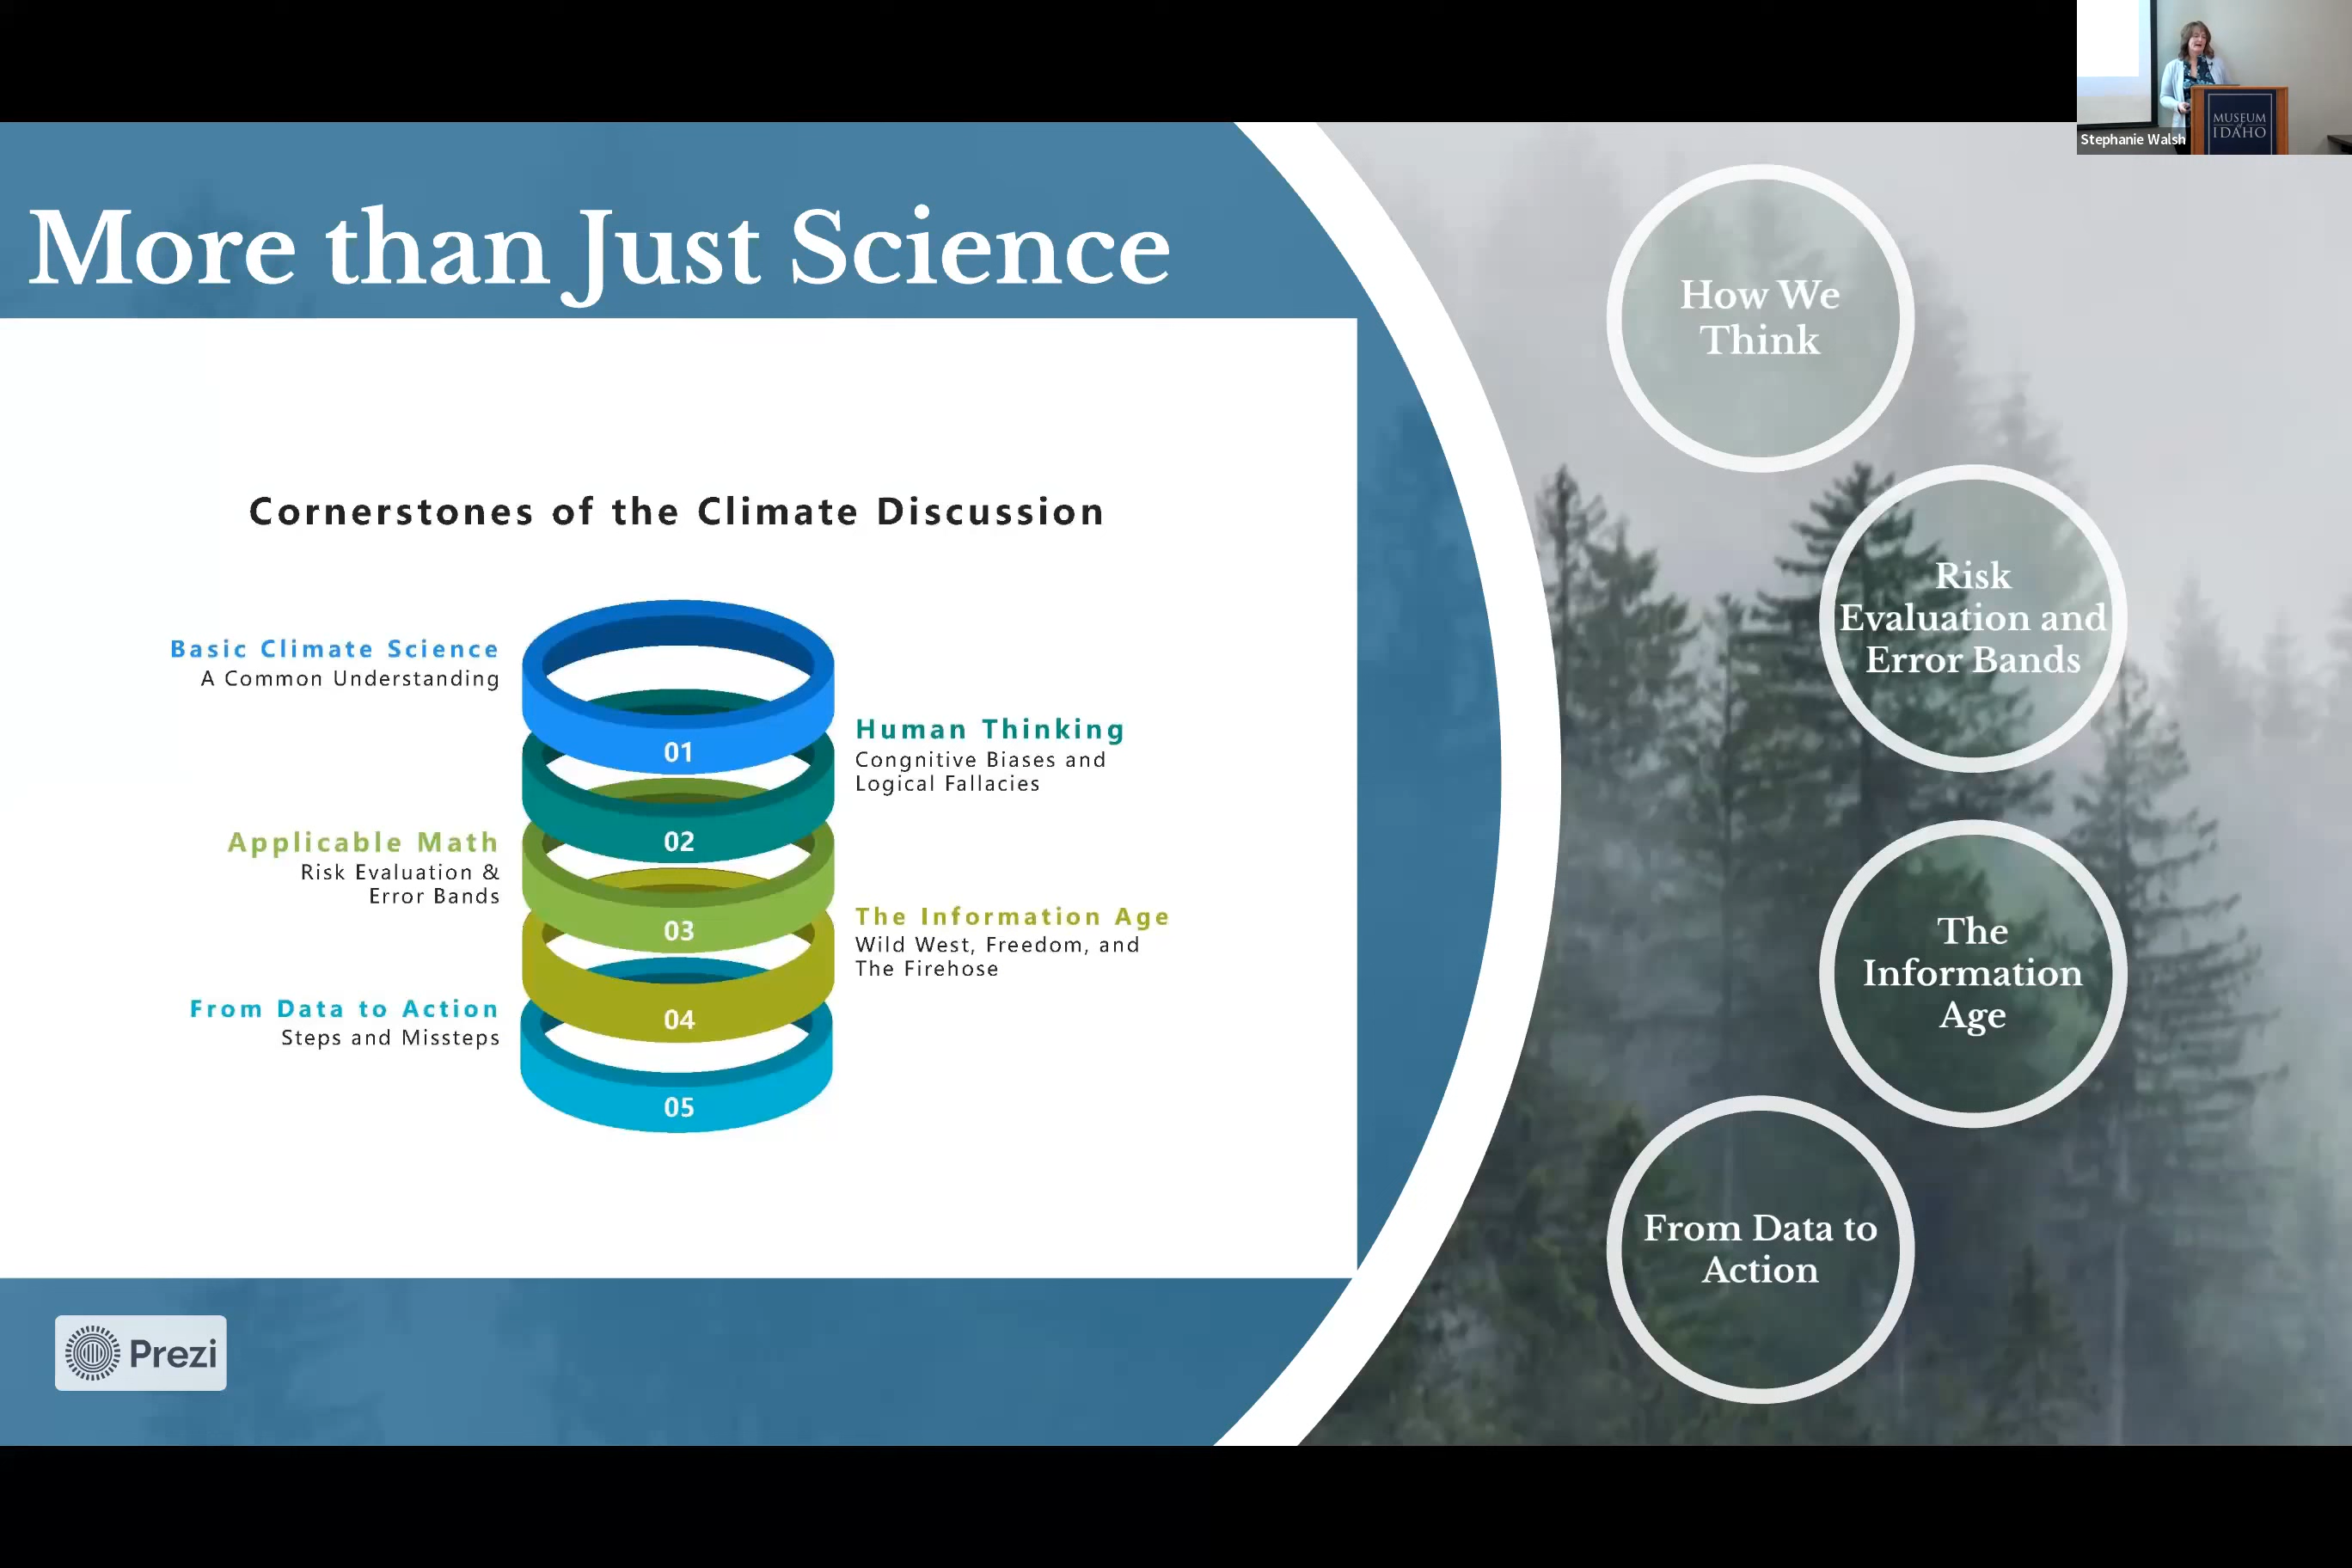 More than Just Science
Cornerstones of the Climate Discussion
Basic Climate Science
A Common Understanding
01
Human Thinking
Congnitive Biases and
Logical Fallacies
02
Applicable Math
Risk Evaluation &
Error Bands
03
The Information Age
Wild West, Freedom, and
The Firehose
04
From Data to Action
Steps and Missteps
05
Prezi
How We
Think
Risk
Evaluation and
Error Bands
The
Information
Age
From Data to
Action
MUSEUM
of
IDAHO
Stephanie Walsh